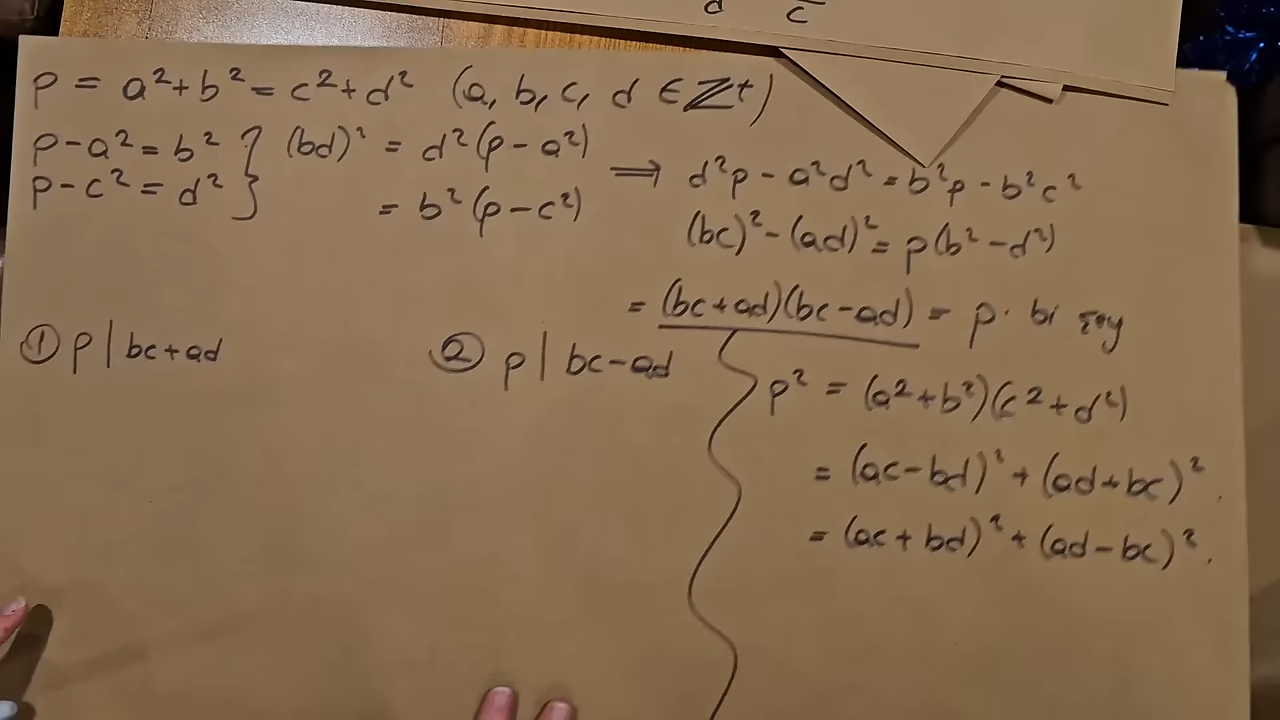 d c
p = a²+b² = c²+d² (a, b, c, d ∈ ℤ⁺)
p-a² = b² } (bd)² = d²(p-a²) ⟹ d²p - a²d² = b²p - b²c²
p-c² = d² } = b²(p-c²)
(bc)² - (ad)² = p(b²-d²)
= (bc+ad)(bc-ad) = p. bi şey
① p | bc+ad ② p | bc-ad
p² = (a²+b²)(c²+d²)
= (ac-bd)² + (ad+bc)².
= (ac+bd)² + (ad-bc)².